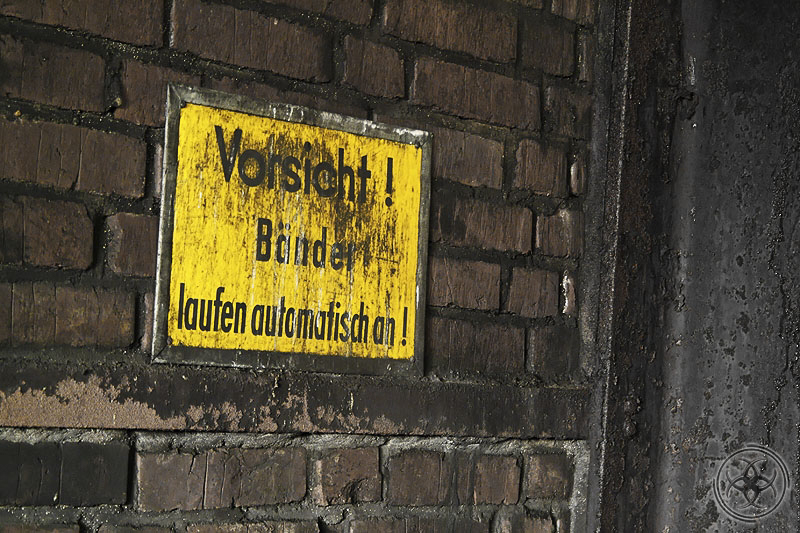 Vorsicht !
Bänder
laufen automatisch an !